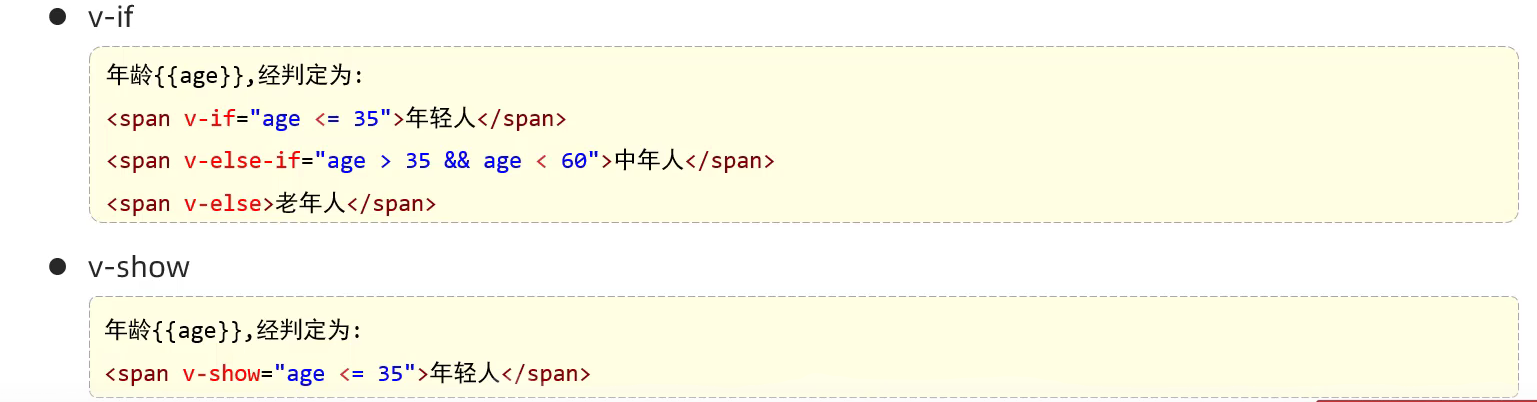 v-if
年龄{{age}},经判定为:
<span v-if="age <= 35">年轻人</span>
<span v-else-if="age > 35 && age < 60">中年人</span>
<span v-else>老年人</span>
v-show
年龄{{age}},经判定为:
<span v-show="age <= 35">年轻人</span>